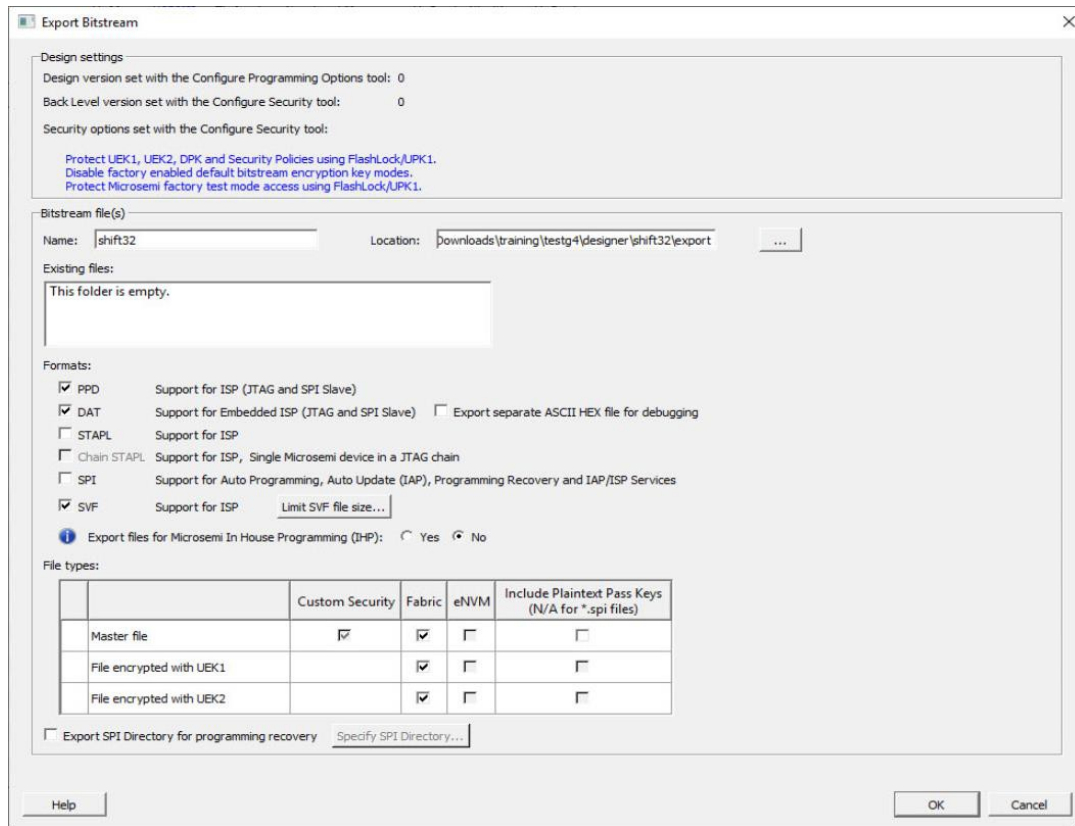 Export Bitstream
Design settings
Design version set with the Configure Programming Options tool: 0
Back Level version set with the Configure Security tool: 0
Security options set with the Configure Security tool:
Protect UEK1, UEK2, DPK and Security Policies using FlashLock/UPK1.
Disable factory enabled default bitstream encryption key modes.
Protect Microsemi factory test mode access using FlashLock/UPK1.
Bitstream file(s)
Name: shift32 Location: Downloads\training\testg4\designer\shift32\export ...
Existing files:
This folder is empty.
Formats:
PPD Support for ISP (JTAG and SPI Slave)
DAT Support for Embedded ISP (JTAG and SPI Slave) Export separate ASCII HEX file for debugging
STAPL Support for ISP
Chain STAPL Support for ISP, Single Microsemi device in a JTAG chain
SPI Support for Auto Programming, Auto Update (IAP), Programming Recovery and IAP/ISP Services
SVF Support for ISP Limit SVF file size...
Export files for Microsemi In House Programming (IHP): Yes No
File types:
Custom Security Fabric eNVM Include Plaintext Pass Keys
(N/A for *.spi files)
Master file
File encrypted with UEK1
File encrypted with UEK2
Export SPI Directory for programming recovery Specify SPI Directory...
Help OK Cancel